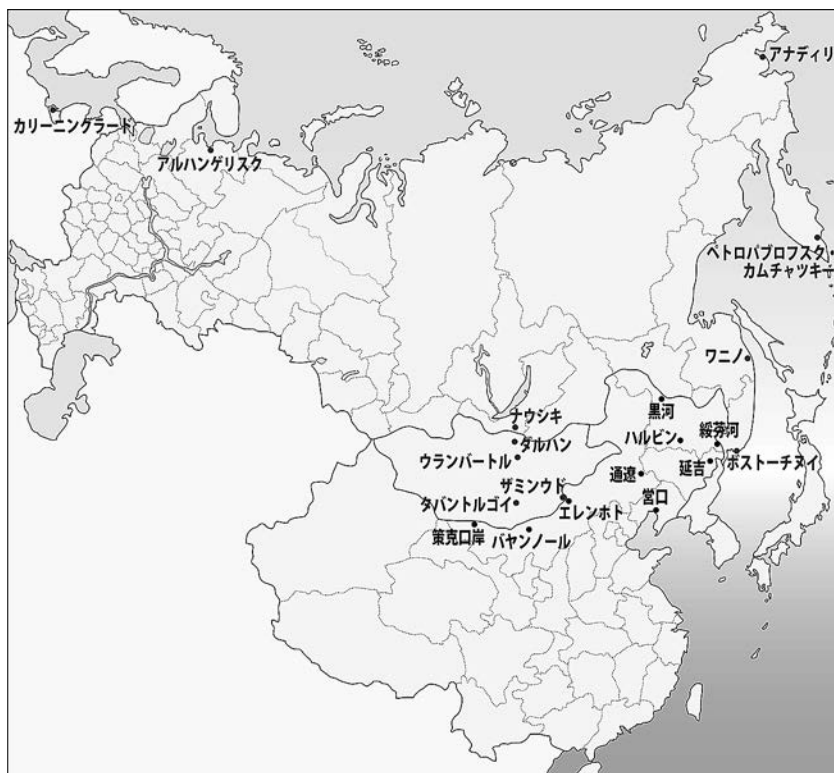 アナディリ
カリーニングラード
アルハンゲリスク
ペトロパブロフスク
カムチャツキー
ワニノ
ナウシキ
黒河
ダルハン
ハルビン
綏芬河
ウランバートル
延吉
ボストーチヌイ
通遼
ザミンウド
エレンホト
営口
タバントルゴイ
策克口岸
バヤンノール